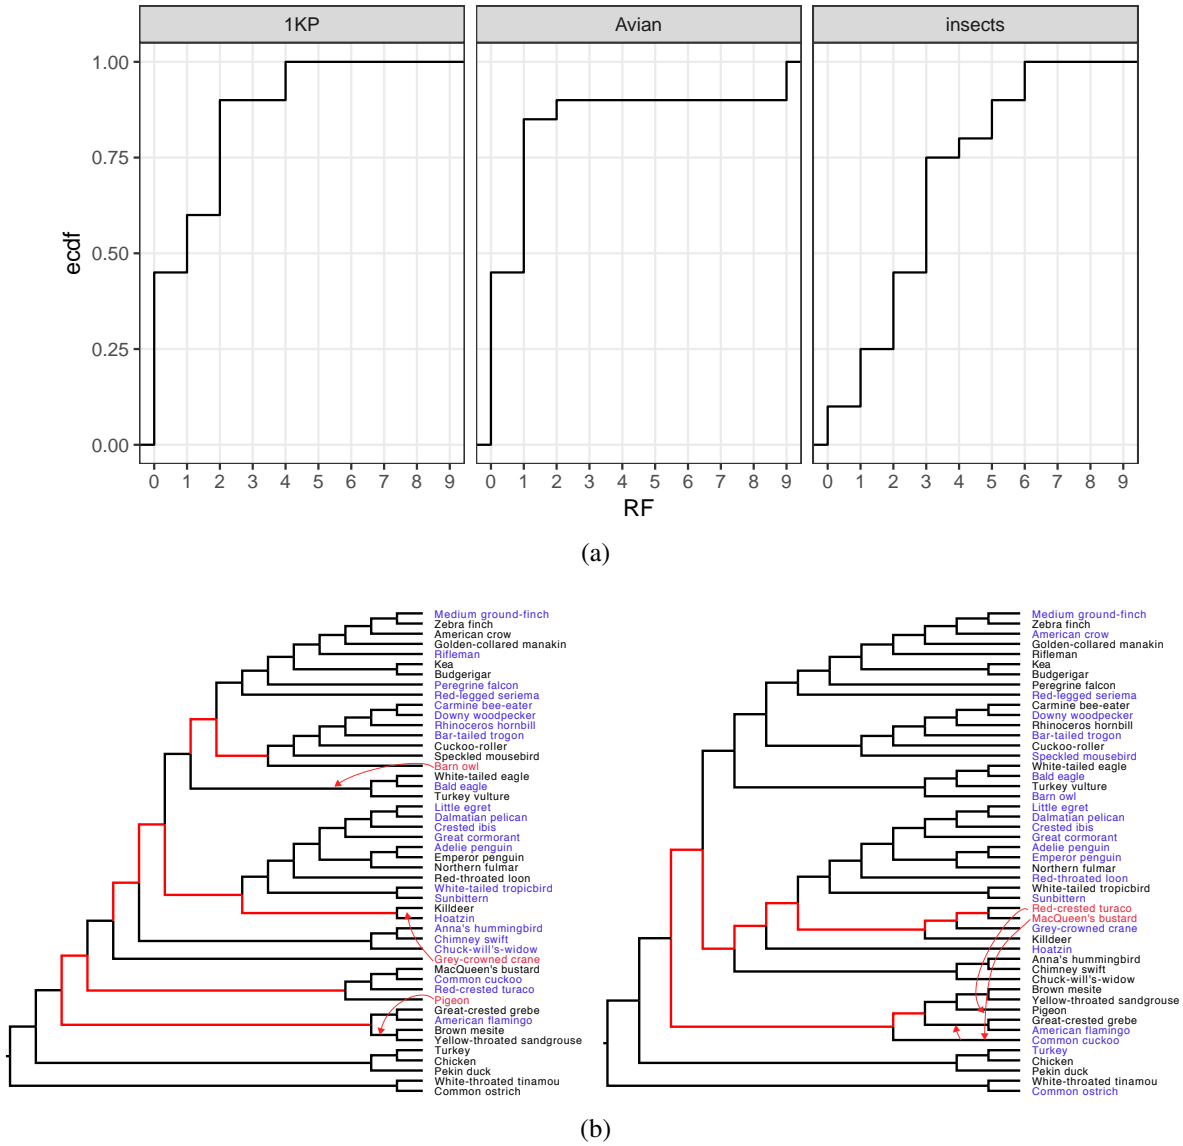 1KP
Avian
insects
1.00
0.75
0.50
0.25
0.00
ecdf
0 1 2 3 4 5 6 7 8 9
0 1 2 3 4 5 6 7 8 9
0 1 2 3 4 5 6 7 8 9
RF
(a)
Medium ground-finch
Zebra finch
American crow
Golden-collared manakin
Rifleman
Kea
Budgerigar
Peregrine falcon
Red-legged seriema
Carmine bee-eater
Downy woodpecker
Rhinoceros hornbill
Bar-tailed trogon
Cuckoo-roller
Speckled mousebird
Barn owl
White-tailed eagle
Bald eagle
Turkey vulture
Little egret
Dalmatian pelican
Crested ibis
Great cormorant
Adelie penguin
Emperor penguin
Northern fulmar
Red-throated loon
White-tailed tropicbird
Sunbittern
Killdeer
Hoatzin
Anna's hummingbird
Chimney swift
Chuck-will's-widow
Grey-crowned crane
MacQueen's bustard
Common cuckoo
Red-crested turaco
Pigeon
Great-crested grebe
American flamingo
Brown mesite
Yellow-throated sandgrouse
Turkey
Chicken
Pekin duck
White-throated tinamou
Common ostrich
Medium ground-finch
Zebra finch
American crow
Golden-collared manakin
Rifleman
Kea
Budgerigar
Peregrine falcon
Red-legged seriema
Carmine bee-eater
Downy woodpecker
Rhinoceros hornbill
Bar-tailed trogon
Cuckoo-roller
Speckled mousebird
White-tailed eagle
Bald eagle
Turkey vulture
Barn owl
Little egret
Dalmatian pelican
Crested ibis
Great cormorant
Adelie penguin
Emperor penguin
Northern fulmar
Red-throated loon
White-tailed tropicbird
Sunbittern
Red-crested turaco
MacQueen's bustard
Grey-crowned crane
Killdeer
Hoatzin
Anna's hummingbird
Chimney swift
Chuck-will's-widow
Brown mesite
Yellow-throated sandgrouse
Pigeon
Great-crested grebe
American flamingo
Common cuckoo
Turkey
Chicken
Pekin duck
White-throated tinamou
Common ostrich
(b)